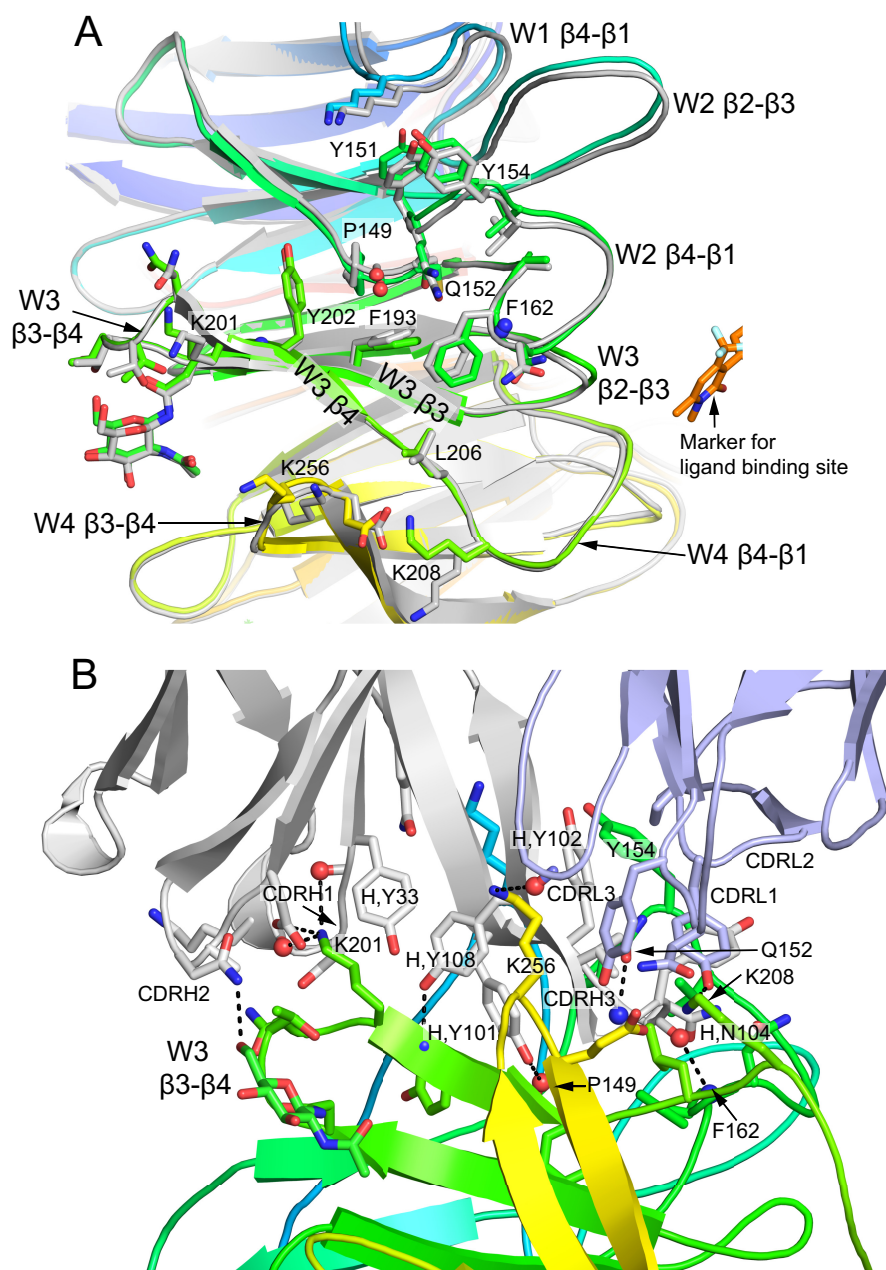 A
W1 β4-β1
W2 β2-β3
Y151
Y154
P149
W2 β4-β1
Q152
W3
β3-β4
K201
Y202
F193
F162
W3 β4
W3 β3
W3
β2-β3
Marker for
ligand binding site
L206
K256
W4 β3-β4
K208
W4 β4-β1
B
H,Y102
Y154
CDRL2
CDRH1
H,Y33
CDRL3
CDRL1
K201
H,Y108
K256
Q152
CDRH2
CDRH3
K208
H,Y101
H,N104
W3
β3-β4
P149
F162